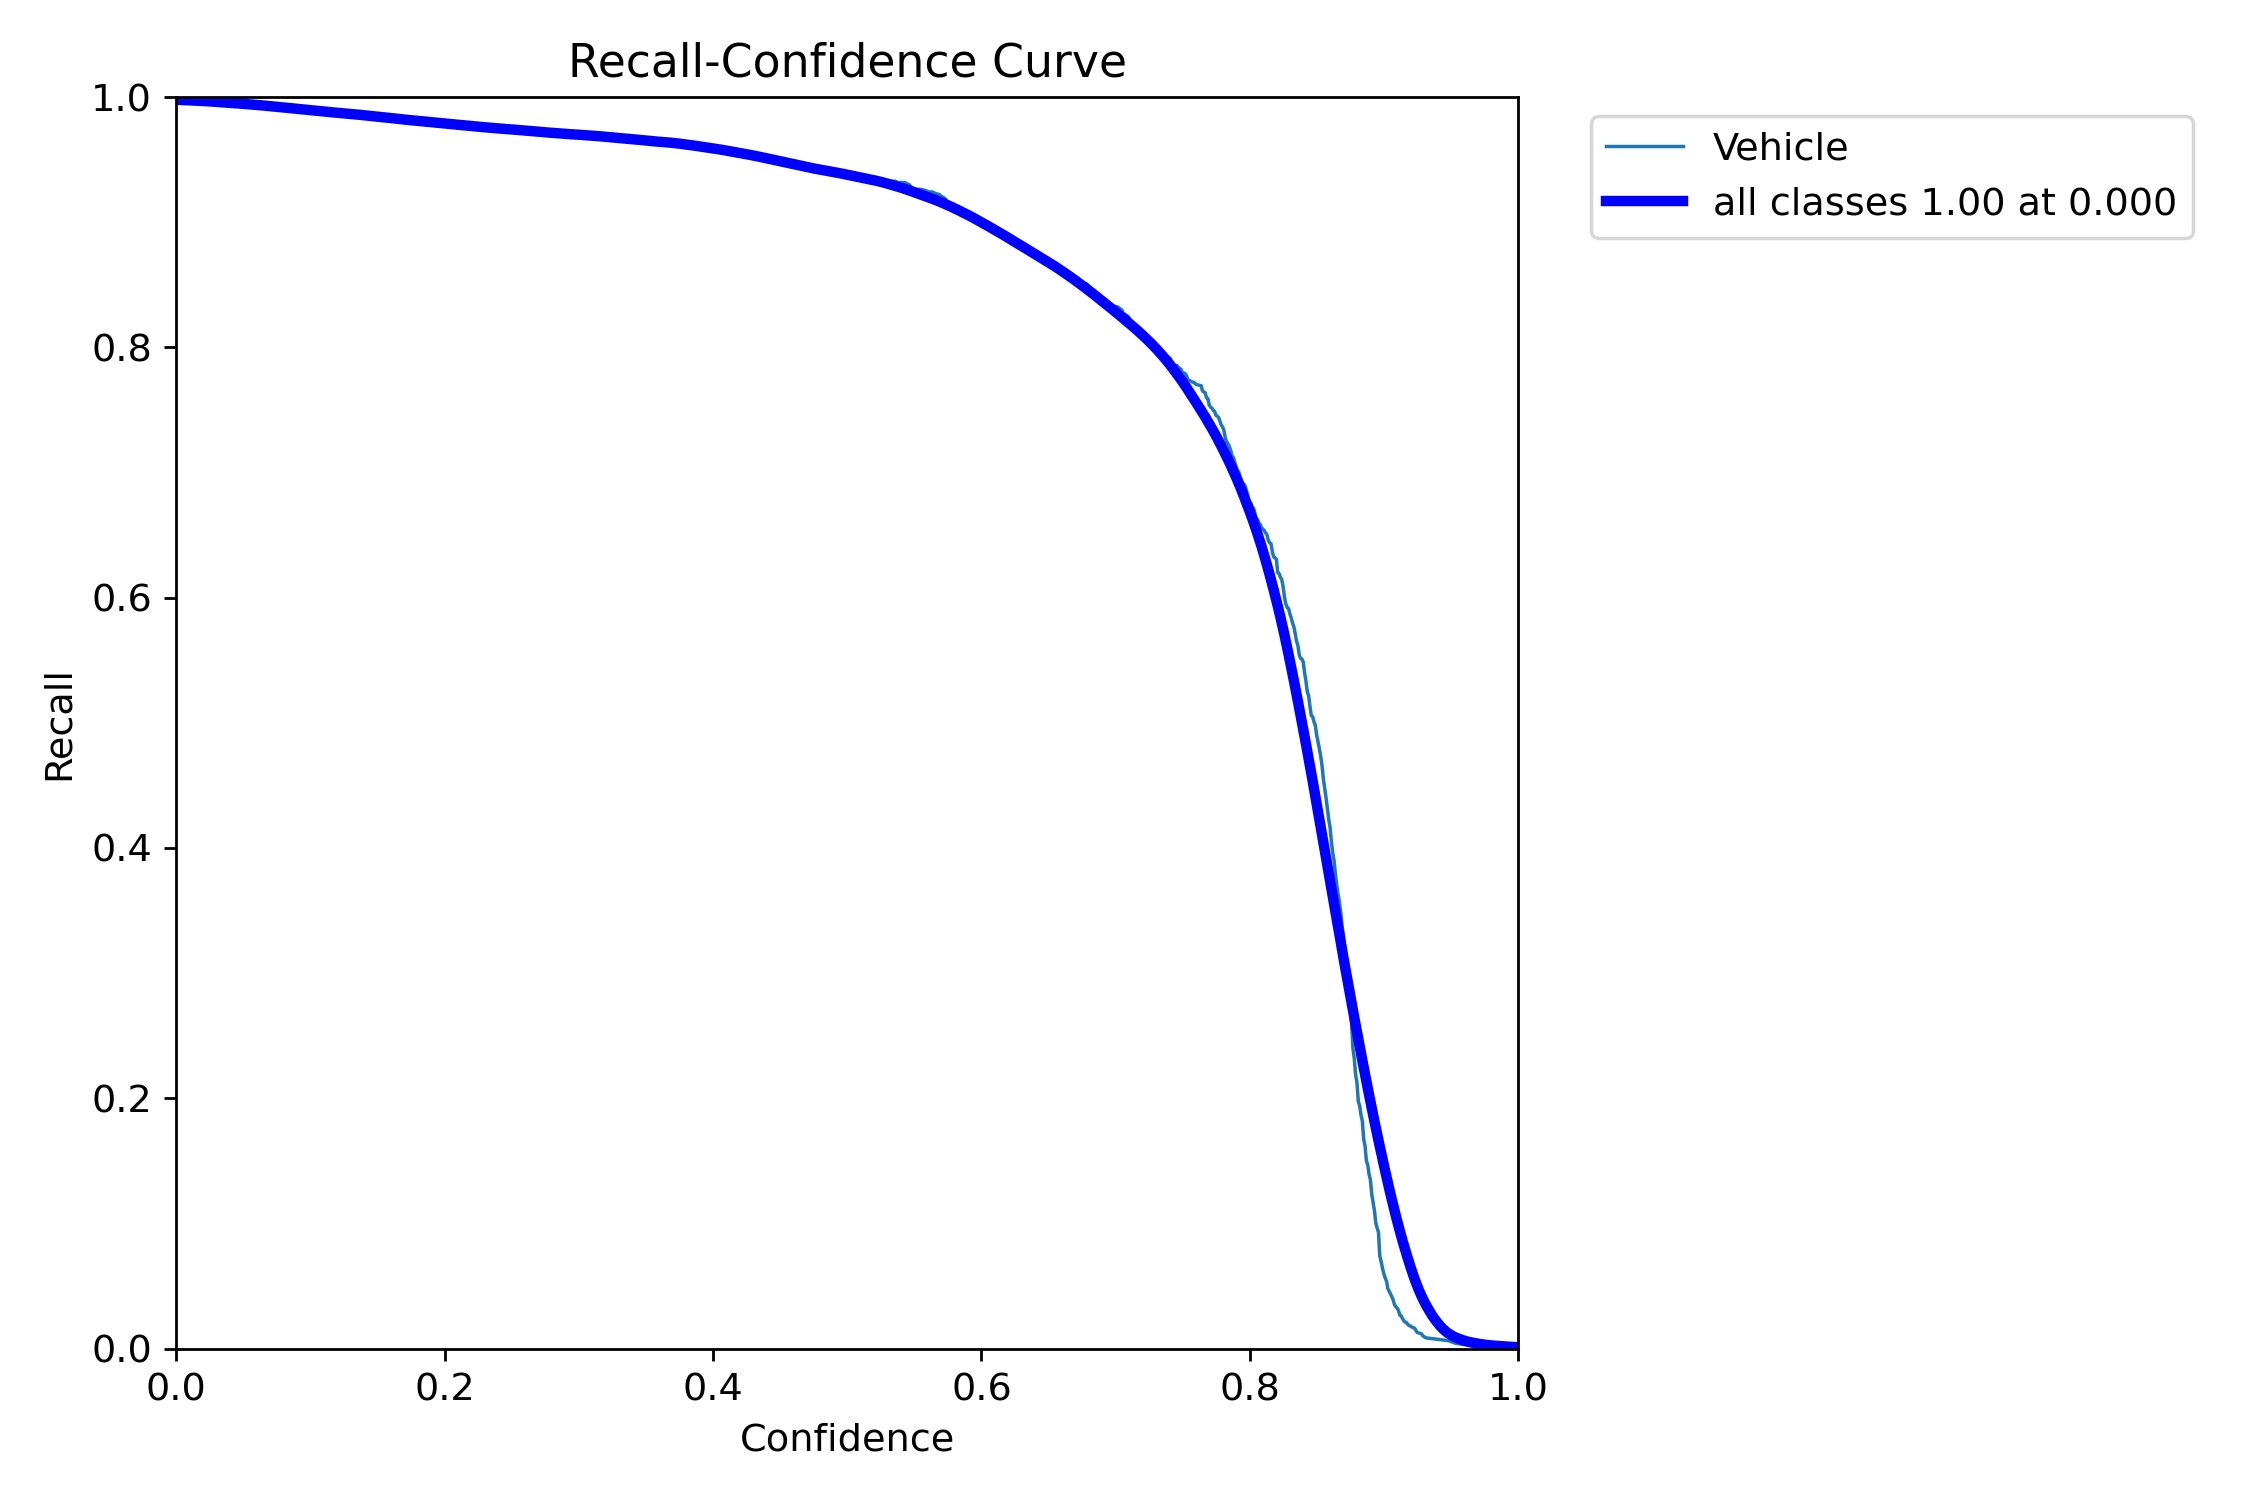 Recall-Confidence Curve
Vehicle
all classes 1.00 at 0.000
Recall
1.0
0.8
0.6
0.4
0.2
0.0
0.0 0.2 0.4 0.6 0.8 1.0
Confidence